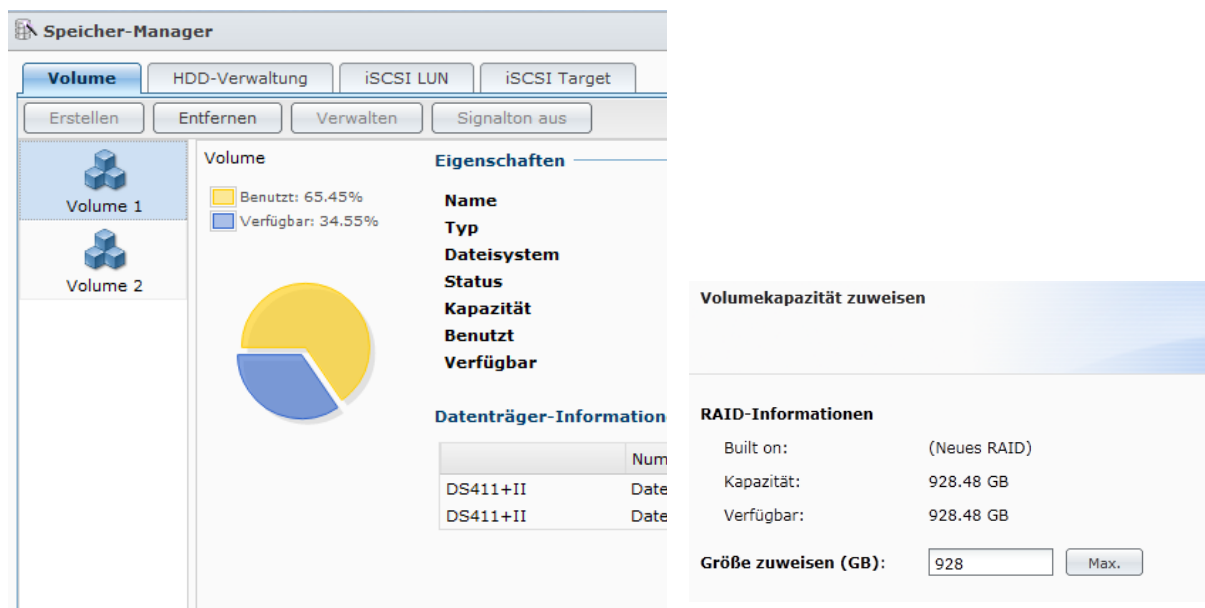 Speicher-Manager
Volume HDD-Verwaltung iSCSI LUN iSCSI Target
Erstellen Entfernen Verwalten Signalton aus
Volume 1
Volume 2
Volume
Benutzt: 65.45%
Verfügbar: 34.55%
Eigenschaften
Name
Typ
Dateisystem
Status
Kapazität
Benutzt
Verfügbar
Datenträger-Information
Num
DS411+II Date
DS411+II Date
Volumekapazität zuweisen
RAID-Informationen
Built on: (Neues RAID)
Kapazität: 928.48 GB
Verfügbar: 928.48 GB
Größe zuweisen (GB): 928 Max.